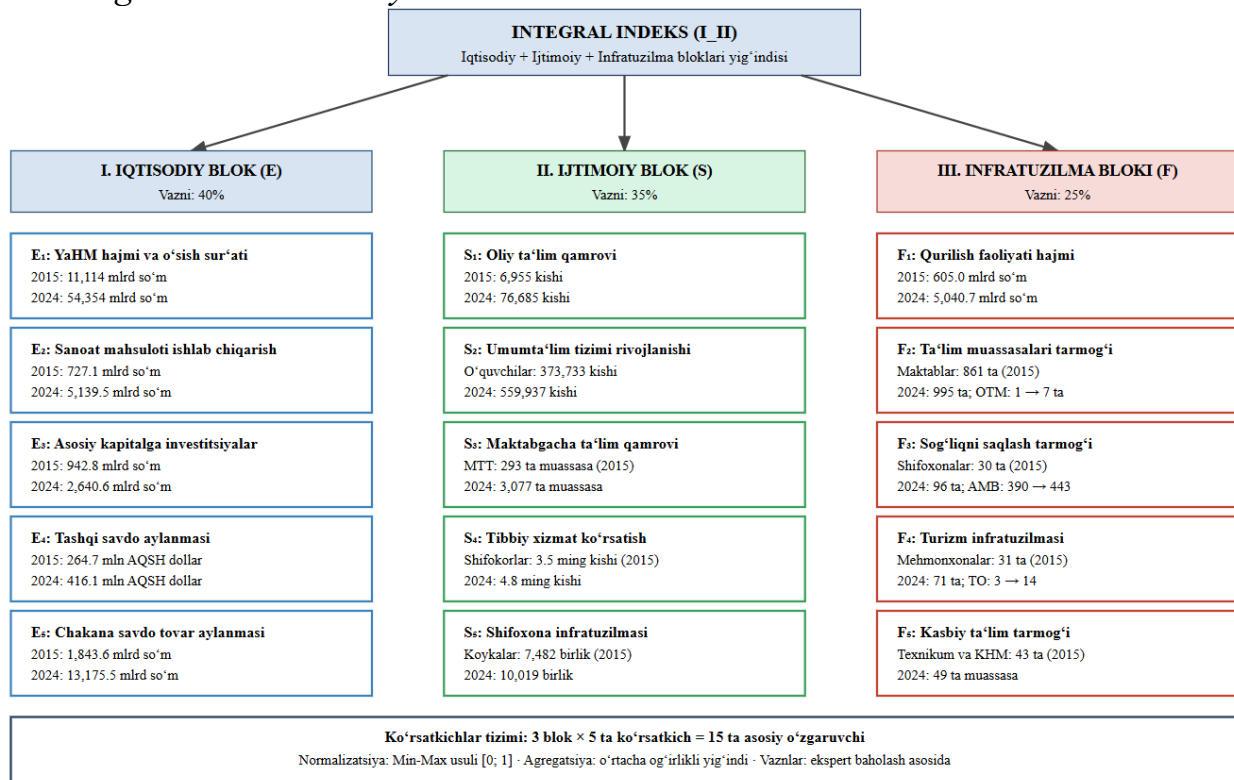 INTEGRAL INDEKS (I_II)
Iqtisodiy + Ijtimoiy + Infratuzilma bloklari yig‘indisi
I. IQTISODIY BLOK (E)
Vazni: 40%
E₁: YaHM hajmi va o‘sish sur‘ati
2015: 11,114 mlrd so‘m
2024: 54,354 mlrd so‘m
E₂: Sanoat mahsuloti ishlab chiqarish
2015: 727.1 mlrd so‘m
2024: 5,139.5 mlrd so‘m
E₃: Asosiy kapitalga investitsiyalar
2015: 942.8 mlrd so‘m
2024: 2,640.6 mlrd so‘m
E₄: Tashqi savdo aylanmasi
2015: 264.7 mln AQSH dollar
2024: 416.1 mln AQSH dollar
E₅: Chakana savdo tovar aylanmasi
2015: 1,843.6 mlrd so‘m
2024: 13,175.5 mlrd so‘m
II. IJTIMOIY BLOK (S)
Vazni: 35%
S₁: Oliy ta‘lim qamrovi
2015: 6,955 kishi
2024: 76,685 kishi
S₂: Umumta‘lim tizimi rivojlanishi
O‘quvchilar: 373,733 kishi
2024: 559,937 kishi
S₃: Maktabgacha ta‘lim qamrovi
MTT: 293 ta muassasa (2015)
2024: 3,077 ta muassasa
S₄: Tibbiy xizmat ko‘rsatish
Shifokorlar: 3.5 ming kishi (2015)
2024: 4.8 ming kishi
S₅: Shifoxona infratuzilmasi
Koykalar: 7,482 birlik (2015)
2024: 10,019 birlik
III. INFRATUZILMA BLOKI (F)
Vazni: 25%
F₁: Qurilish faoliyati hajmi
2015: 605.0 mlrd so‘m
2024: 5,040.7 mlrd so‘m
F₂: Ta‘lim muassasalari tarmog‘i
Maktablar: 861 ta (2015)
2024: 995 ta; OTM: 1 → 7 ta
F₃: Sog‘liqni saqlash tarmog‘i
Shifoxonalar: 30 ta (2015)
2024: 96 ta; AMB: 390 → 443
F₄: Turizm infratuzilmasi
Mehmonxonalar: 31 ta (2015)
2024: 71 ta; TO: 3 → 14
F₅: Kasbiy ta‘lim tarmog‘i
Texnikum va KHM: 43 ta (2015)
2024: 49 ta muassasa
Ko‘rsatkichlar tizimi: 3 blok × 5 ta ko‘rsatkich = 15 ta asosiy o‘zgaruvchi
Normalizatsiya: Min-Max usuli [0; 1] · Agregatsiya: o‘rtacha og‘irlikli yig‘indi · Vaznlar: ekspert baholash asosida